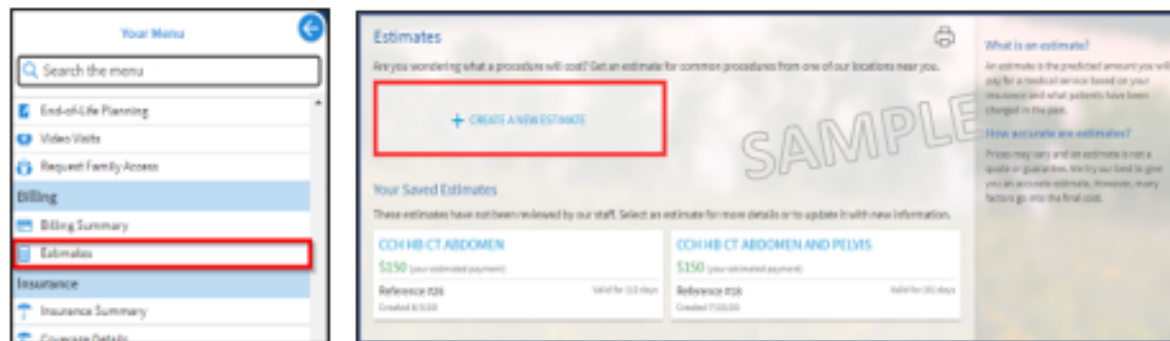 Your Menu
Search the menu
End-of-Life Planning
Video Visits
Request Family Access
Billing
Billing Summary
Estimates
Insurance
Insurance Summary
Coverage Details
Estimates
Are you wondering what a procedure will cost? Get an estimate for common procedures from one of our locations near you.
+ CREATE A NEW ESTIMATE
SAMPLE
Your Saved Estimates
These estimates have not been reviewed by our staff. Select an estimate for more details or to update it with new information.
CCH HB CT ABDOMEN
$150 (your estimated payment)
Reference #26
Valid for days
Created
CCH HB CT ABDOMEN AND PELVIS
$150 (your estimated payment)
Reference #18
Valid for days
Created
What is an estimate?
An estimate is the predicted amount you will
pay for a medical service based on your
insurance and what patients have been
charged in the past.
How accurate are estimates?
Prices may vary and an estimate is not a
quote or guarantee. We try our best to give
you an accurate estimate. However, many
factors go into the final cost.